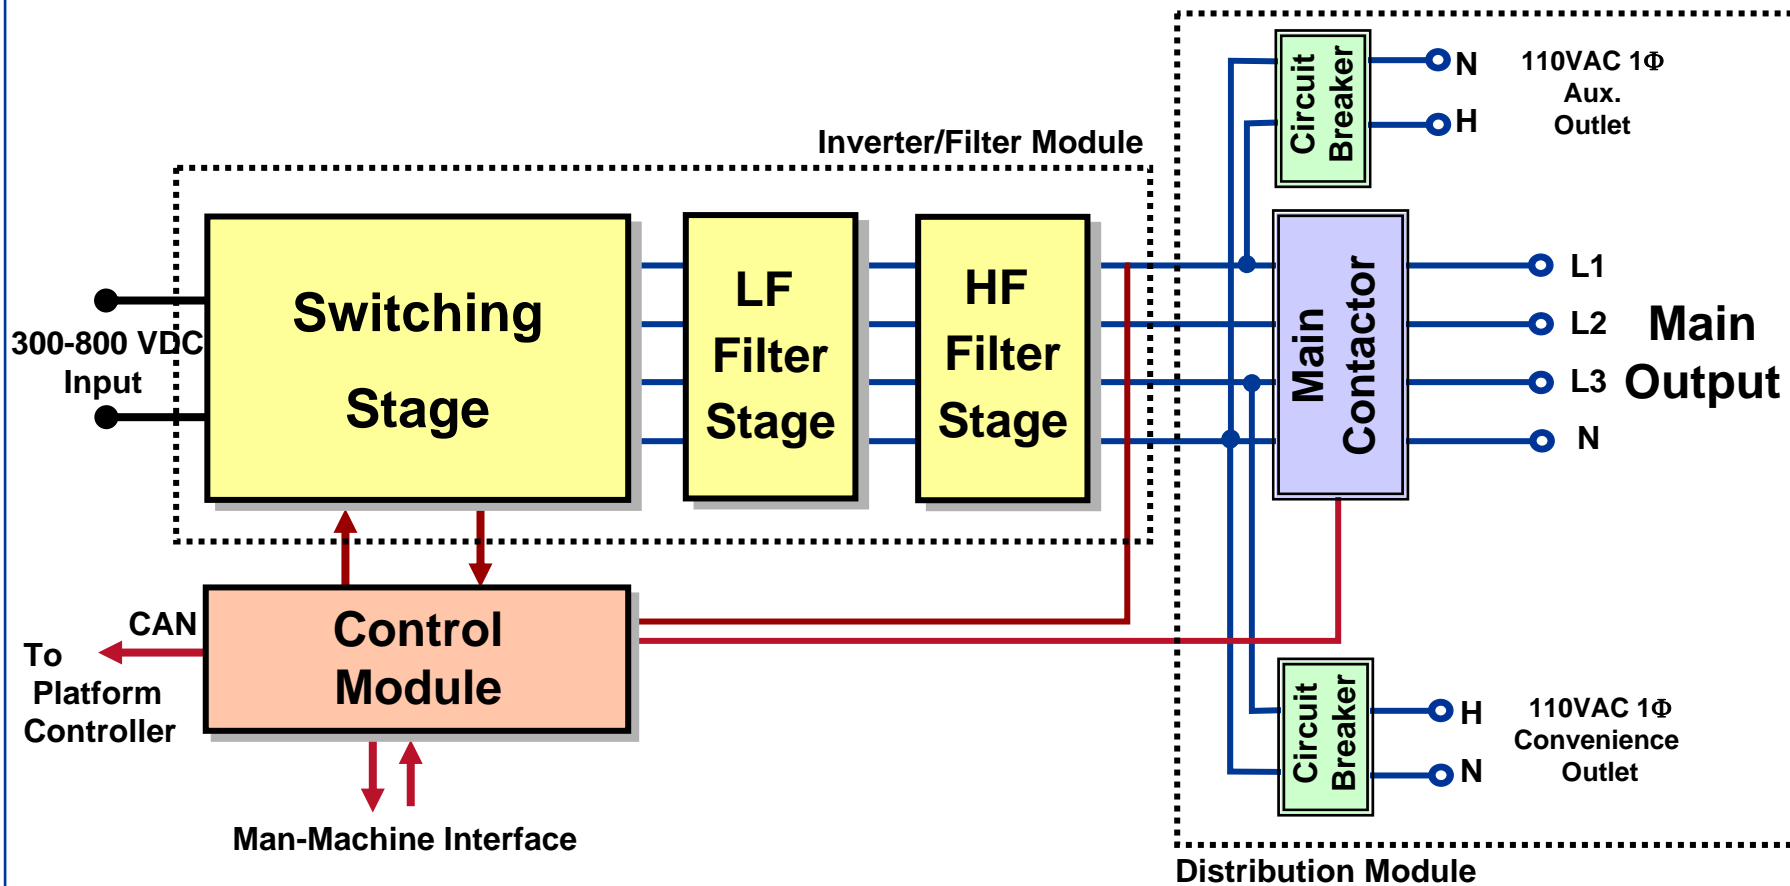 Inverter/Filter Module
Switching
Stage
LF
Filter
Stage
HF
Filter
Stage
300-800 VDC
Input
Control
Module
CAN
To
Platform
Controller
Man-Machine Interface
Circuit
Breaker
N
H
110VAC 1Φ
Aux.
Outlet
Main
Contactor
L1
L2
L3
N
Main
Output
Circuit
Breaker
H
N
110VAC 1Φ
Convenience
Outlet
Distribution Module